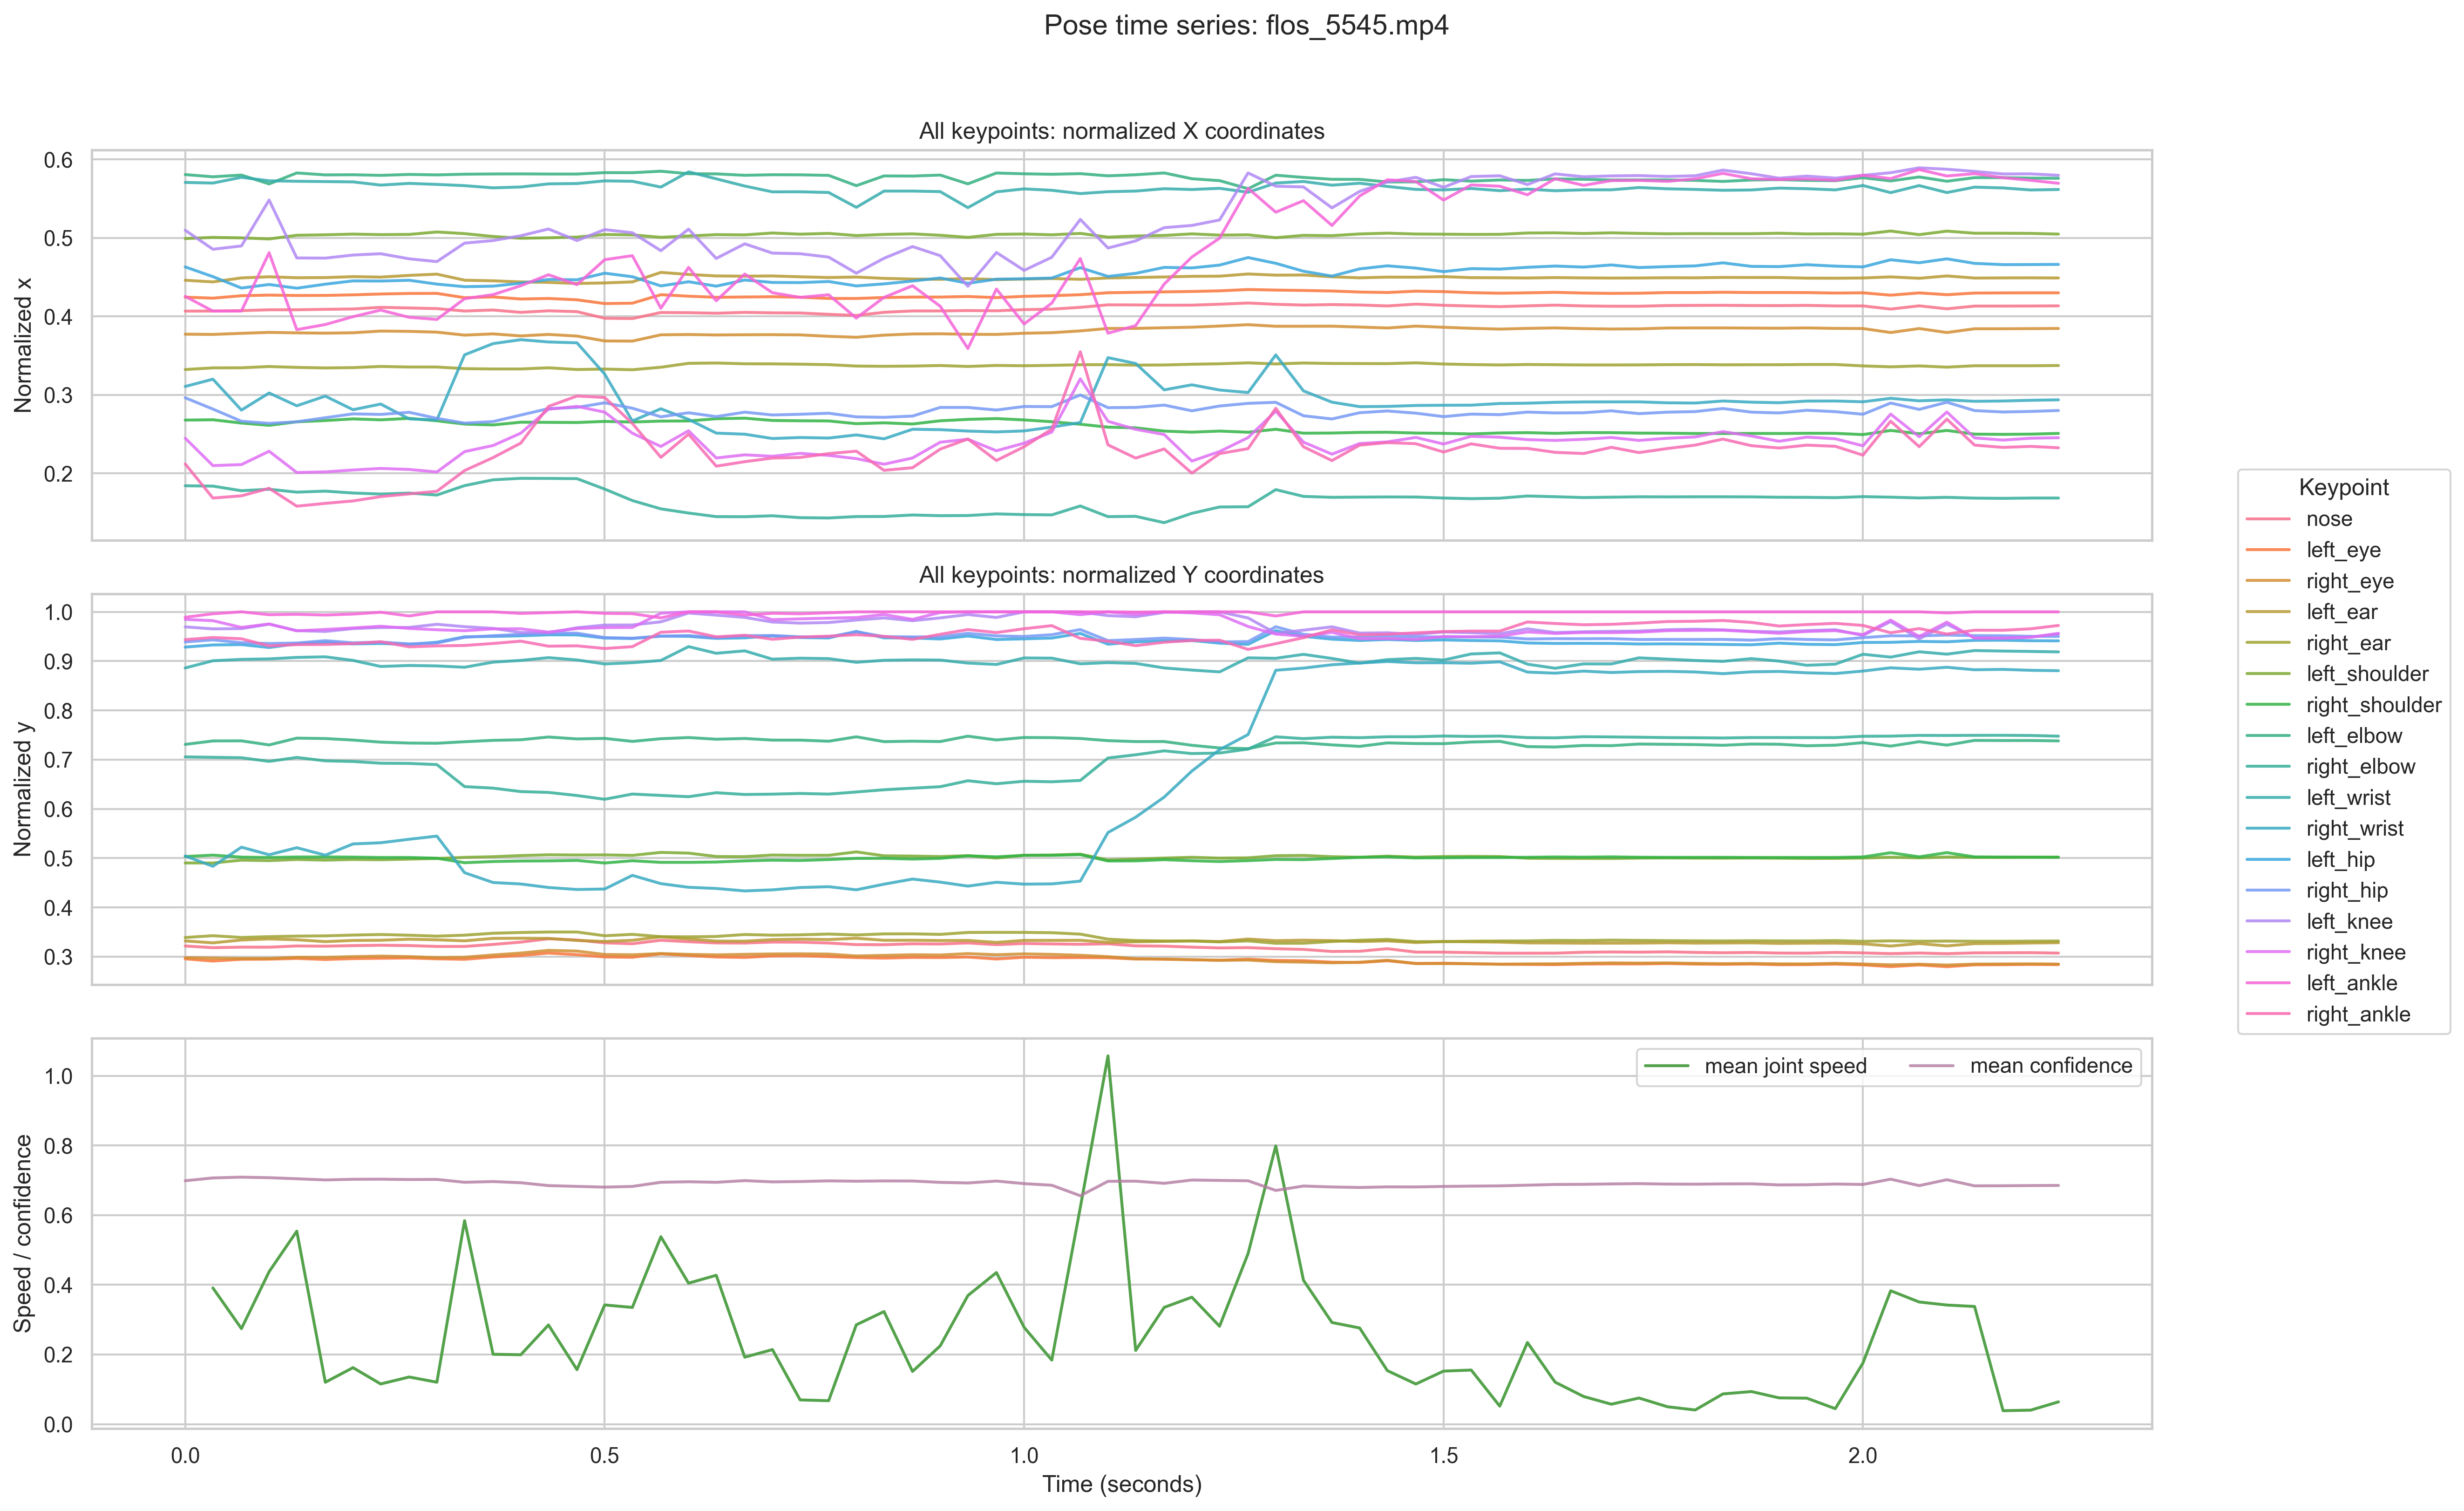 Pose time series: flos_5545.mp4
All keypoints: normalized X coordinates
Normalized x
0.6
0.5
0.4
0.3
0.2
All keypoints: normalized Y coordinates
Normalized y
1.0
0.9
0.8
0.7
0.6
0.5
0.4
0.3
Keypoint
nose
left_eye
right_eye
left_ear
right_ear
left_shoulder
right_shoulder
left_elbow
right_elbow
left_wrist
right_wrist
left_hip
right_hip
left_knee
right_knee
left_ankle
right_ankle
mean joint speed mean confidence
Speed / confidence
1.0
0.8
0.6
0.4
0.2
0.0
0.0 0.5 1.0 1.5 2.0
Time (seconds)